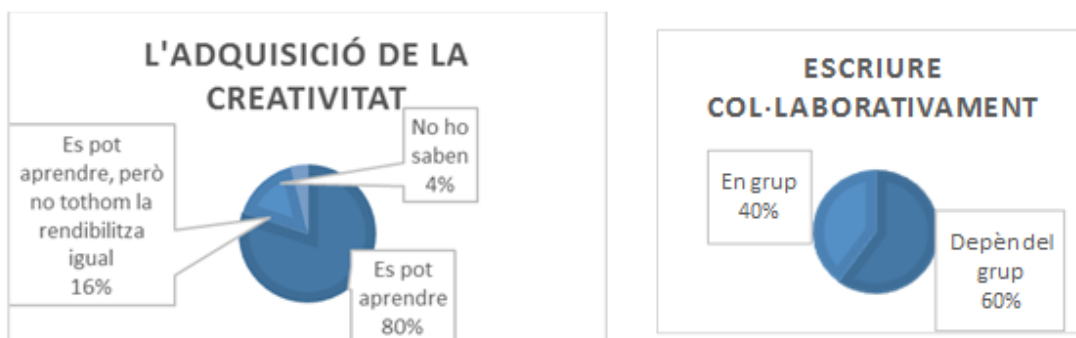 L'ADQUISICIÓ DE LA
CREATIVITAT
Es pot
aprendre, però
no tothom la
rendibilitza
igual
16%
No ho
saben
4%
Es pot
aprendre
80%
ESCRIURE
COL·LABORATIVAMENT
En grup
40%
Depèn del
grup
60%